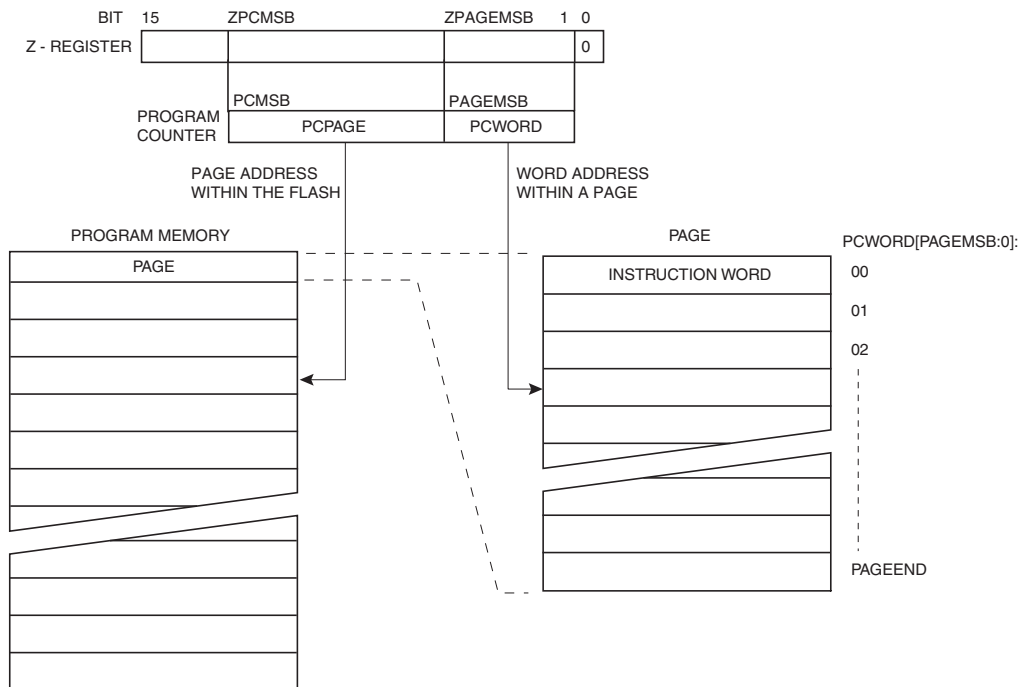 BIT 15 ZPCMSB ZPAGEMSB 1 0
Z - REGISTER 0
PCMSB PAGEMSB
PROGRAM
COUNTER
PCPAGE PCWORD
PAGE ADDRESS
WITHIN THE FLASH
WORD ADDRESS
WITHIN A PAGE
PROGRAM MEMORY
PAGE
PAGE
PCWORD[PAGEMSB:0]:
INSTRUCTION WORD
00
01
02
PAGEEND